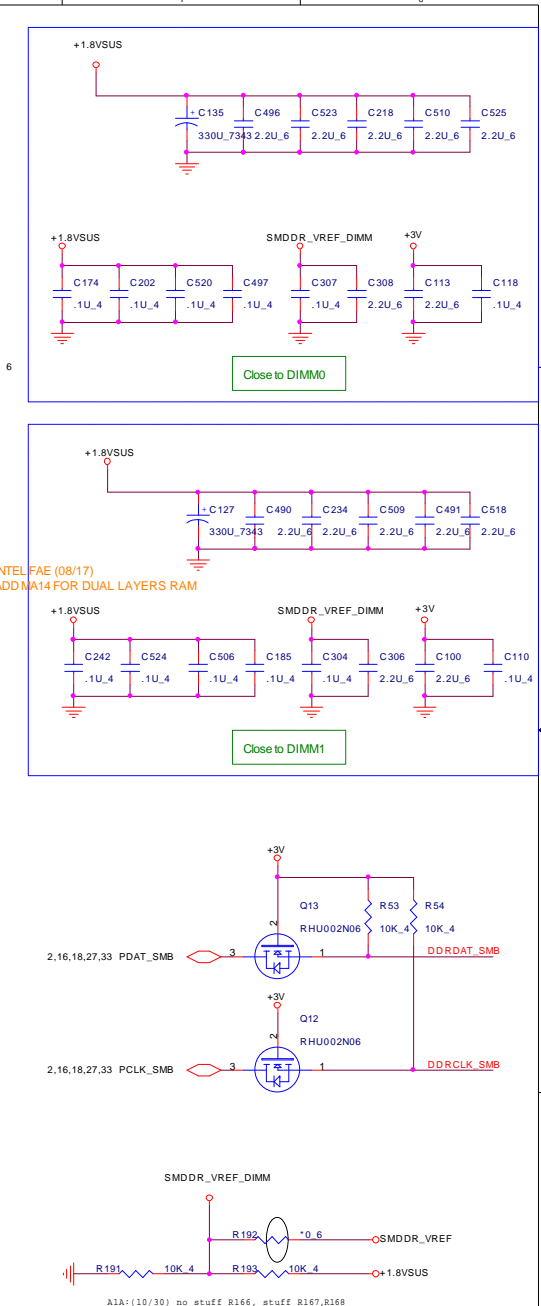 +1.8VSUS
+ C135 C496 C523 C218 C510 C525
330U_7343 2.2U_6 2.2U_6 2.2U_6 2.2U_6 2.2U_6
+1.8VSUS SMDDR_VREF_DIMM +3V
C174 C202 C520 C497 C307 C308 C113 C118
.1U_4 .1U_4 .1U_4 .1U_4 .1U_4 2.2U_6 2.2U_6 .1U_4
6
Close to DIMM0
+1.8VSUS
+ C127 C490 C234 C509 C491 C518
330U_7343 2.2U_6 2.2U_6 2.2U_6 2.2U_6 2.2U_6
NTEL FAE (08/17)
ADD MA14 FOR DUAL LAYERS RAM
+1.8VSUS SMDDR_VREF_DIMM +3V
C242 C524 C506 C185 C304 C306 C100 C110
.1U_4 .1U_4 .1U_4 .1U_4 .1U_4 2.2U_6 2.2U_6 .1U_4
Close to DIMM1
+3V
Q13 R53 R54
2 RHU002N06 10K_4 10K_4
2,16,18,27,33 PDAT_SMB 3 1 DDRDAT_SMB
+3V
Q12
2 RHU002N06
2,16,18,27,33 PCLK_SMB 3 1 DDRCLK_SMB
SMDDR_VREF_DIMM
R192 *0_6 SMDDR_VREF
R191 10K_4 R193 10K_4 +1.8VSUS
A1A:(10/30) no stuff R166, stuff R167,R168